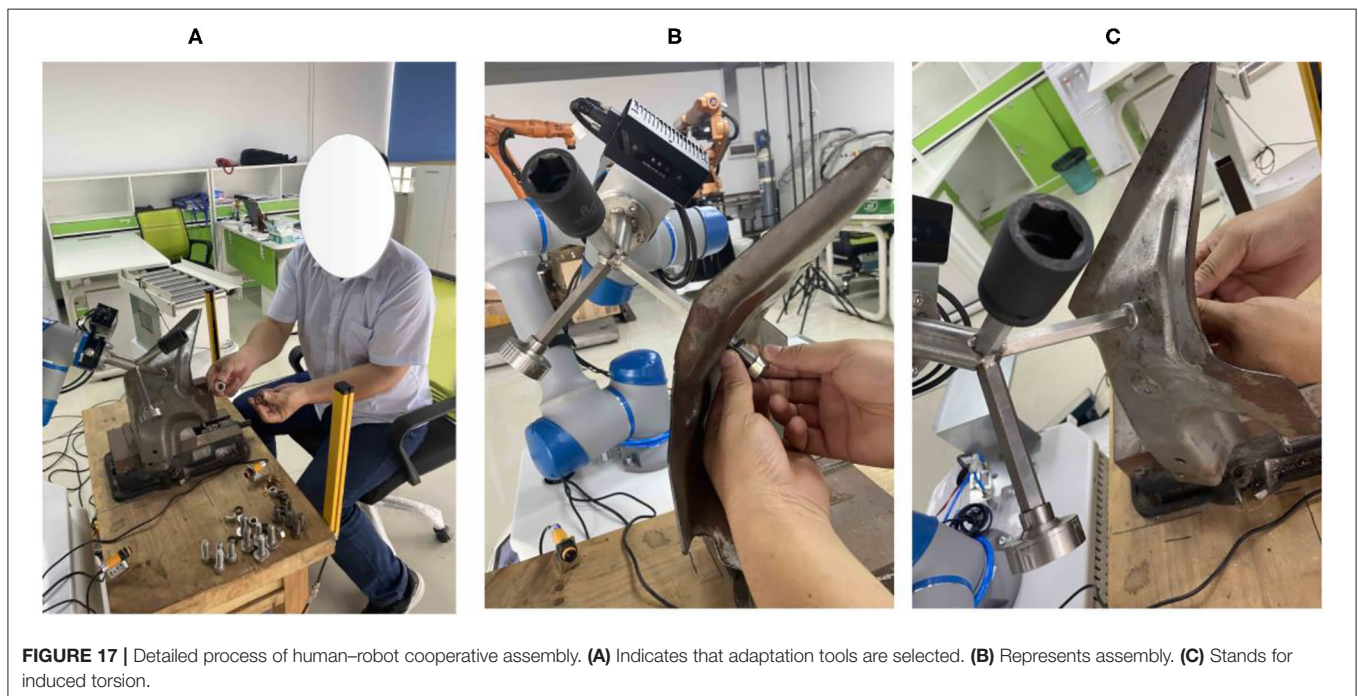 A B C
FIGURE 17 | Detailed process of human–robot cooperative assembly. (A) Indicates that adaptation tools are selected. (B) Represents assembly. (C) Stands for
induced torsion.